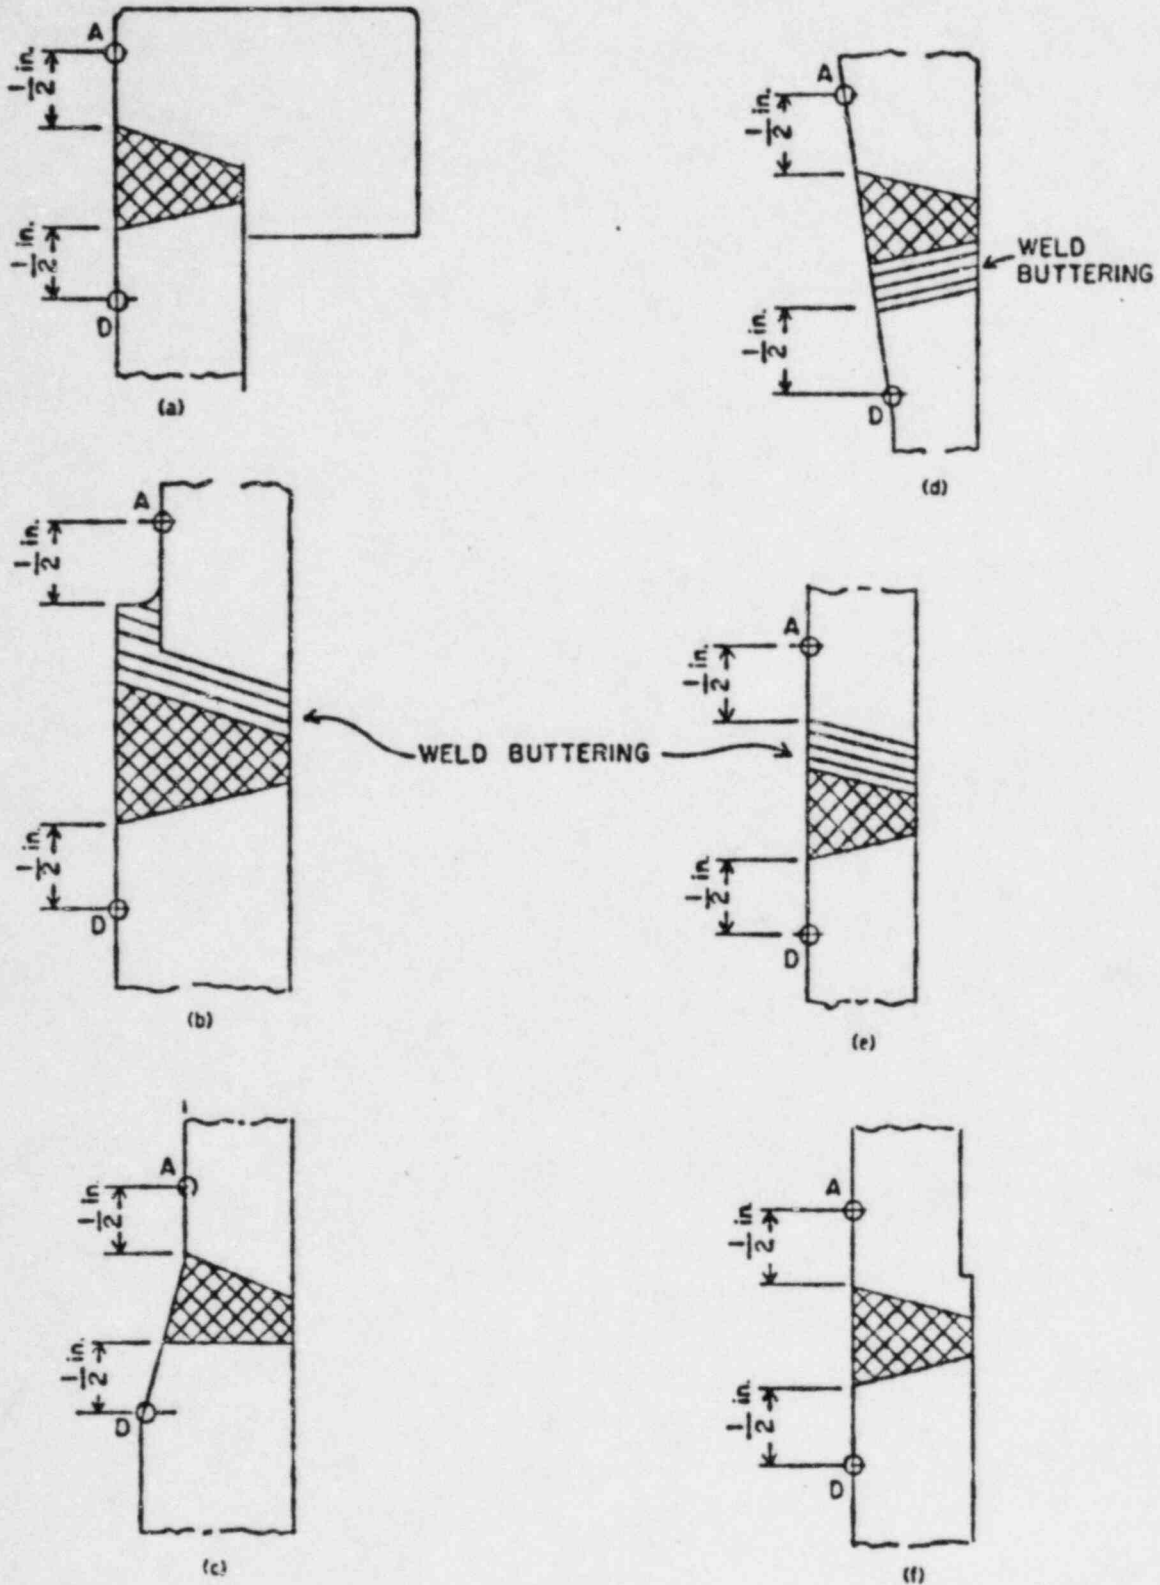 A
1/2 in.
1/2 in.
D
(a)
A
1/2 in.
WELD
BUTTERING
1/2 in.
D
(d)
A
1/2 in.
1/2 in.
D
(b)
WELD BUTTERING
A
1/2 in.
1/2 in.
D
(e)
A
1/2 in.
1/2 in.
D
(c)
A
1/2 in
1/2 in.
D
(f)